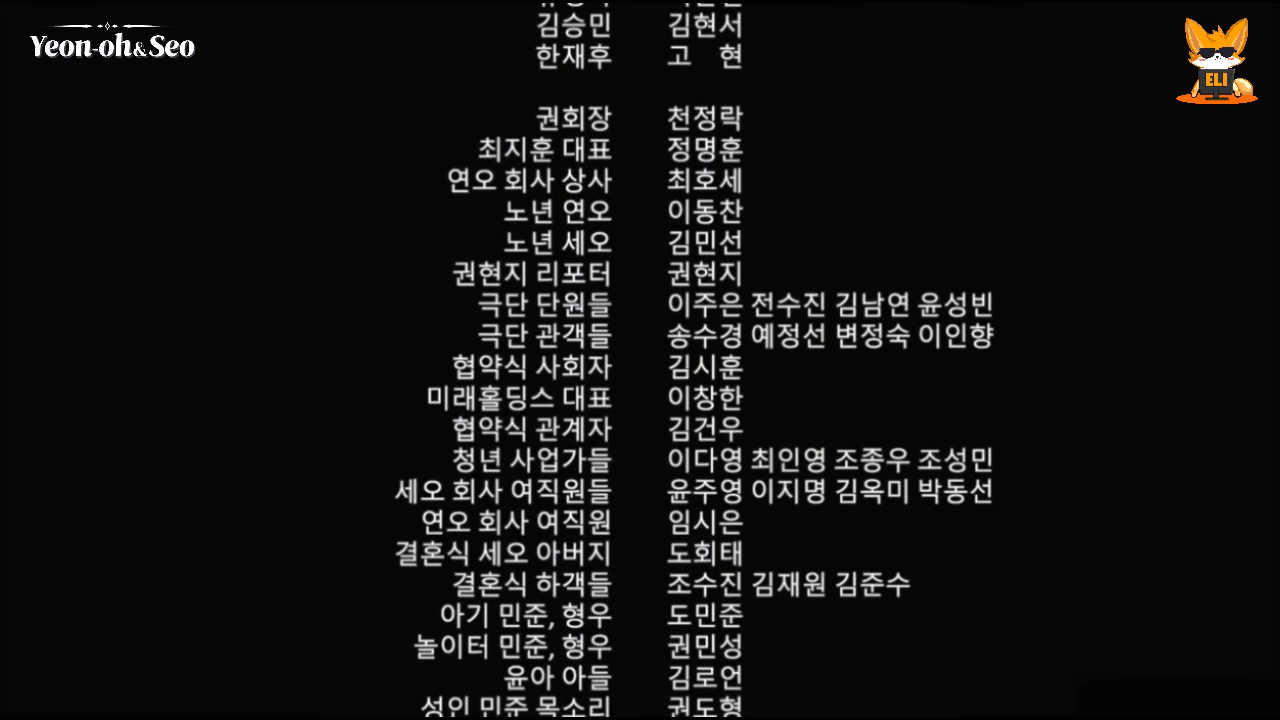 Yeon-oh&Seo
ELI
김승민 김현서
한재후 고 현
권회장 천정락
최지훈 대표 정명훈
연오 회사 상사 최호세
노년 연오 이동찬
노년 세오 김민선
권현지 리포터 권현지
극단 단원들 이주은 전수진 김남연 윤성빈
극단 관객들 송수경 예정선 변정숙 이인향
협약식 사회자 김시훈
미래홀딩스 대표 이창한
협약식 관계자 김건우
청년 사업가들 이다영 최인영 조종우 조성민
세오 회사 여직원들 윤주영 이지명 김옥미 박동선
연오 회사 여직원 임시은
결혼식 세오 아버지 도회태
결혼식 하객들 조수진 김재원 김준수
아기 민준, 형우 도민준
놀이터 민준, 형우 권민성
윤아 아들 김로언
성인 민준 목소리 권도형